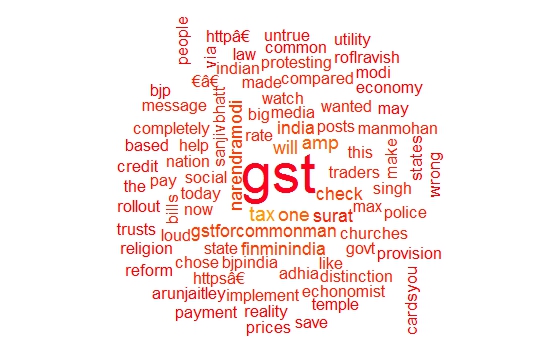 people
httpâ€ untrue
via law common utility
indian protesting roflravish
€â€ made compared modi
bjp watch economy
message sanjivbhatt narendramodi big media wanted may
completely rate india posts manmohan
based help will amp this make states wrong
credit nation gst traders
the pay social check singh
rollout bills today tax one surat max police
trusts now gstforcommonman churches
religion loud state finminindia govt provision
reform chose bjpindia like
httpsâ€ adhia distinction cardsyou
arunjaitley implement echonomist
payment reality temple
prices save